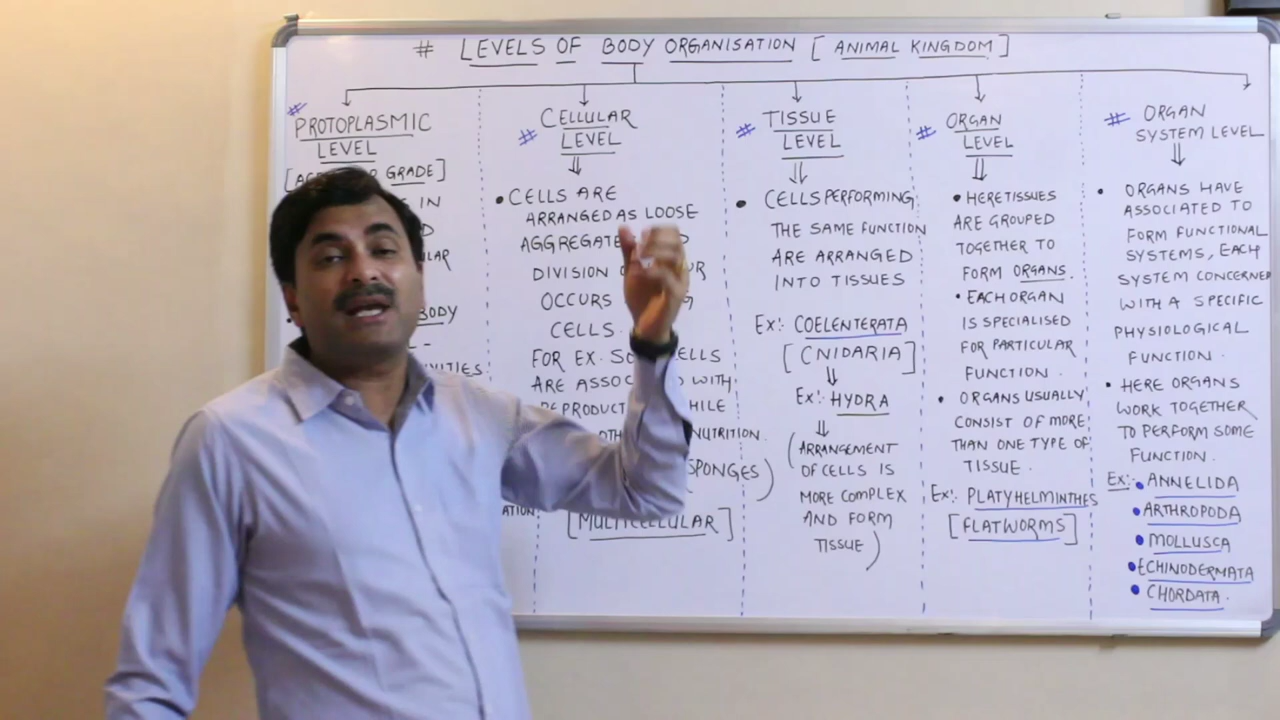 # LEVELS OF BODY ORGANISATION [ANIMAL KINGDOM]
# PROTOPLASMIC
LEVEL
GRADE]
IN
BODY
# CELLULAR
LEVEL
• CELLS ARE
ARRANGED AS LOOSE
DIVISION
OCCURS
CELLS.
FOR EX. CELLS
ARE WITH
NUTRITION.
SPONGES)
[MULTICELLULAR]
# TISSUE
LEVEL
• CELLS PERFORMING
THE SAME FUNCTION
ARE ARRANGED
INTO TISSUES
Ex:- COELENTERATA
[CNIDARIA]
Ex:- HYDRA
(ARRANGEMENT
OF CELLS IS
MORE COMPLEX
AND FORM
TISSUE)
# ORGAN
LEVEL
• HERE TISSUES
ARE GROUPED
TOGETHER TO
FORM ORGANS.
• EACH ORGAN
IS SPECIALISED
FOR PARTICULAR
FUNCTION.
• ORGANS USUALLY
CONSIST OF MORE
THAN ONE TYPE OF
TISSUE.
Ex:- PLATYHELMINTHES
[FLATWORMS]
# ORGAN
SYSTEM LEVEL
• ORGANS HAVE
ASSOCIATED TO
FORM FUNCTIONAL
SYSTEMS, EACH
SYSTEM CONCERNED
WITH A SPECIFIC
PHYSIOLOGICAL
FUNCTION.
• HERE ORGANS
WORK TOGETHER
TO PERFORM SOME
FUNCTION.
Ex:- • ANNELIDA
• ARTHROPODA
• MOLLUSCA
• ECHINODERMATA
• CHORDATA.